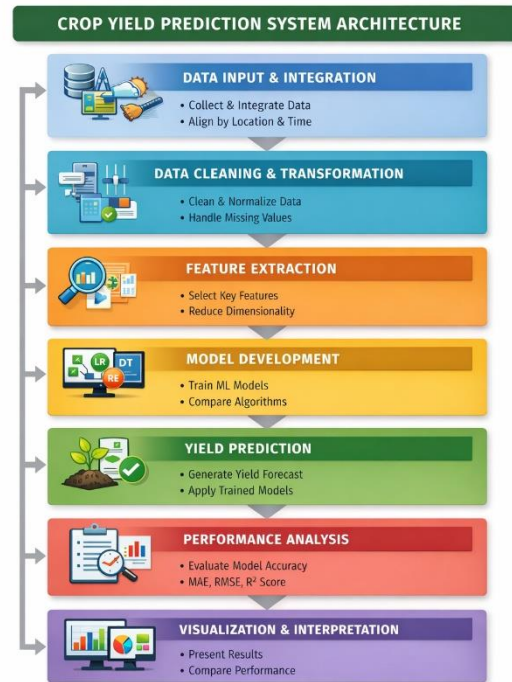 CROP YIELD PREDICTION SYSTEM ARCHITECTURE
DATA INPUT & INTEGRATION
• Collect & Integrate Data
• Align by Location & Time
DATA CLEANING & TRANSFORMATION
• Clean & Normalize Data
• Handle Missing Values
FEATURE EXTRACTION
• Select Key Features
• Reduce Dimensionality
LR
DT
RE
MODEL DEVELOPMENT
• Train ML Models
• Compare Algorithms
YIELD PREDICTION
• Generate Yield Forecast
• Apply Trained Models
PERFORMANCE ANALYSIS
• Evaluate Model Accuracy
• MAE, RMSE, R² Score
VISUALIZATION & INTERPRETATION
• Present Results
• Compare Performance